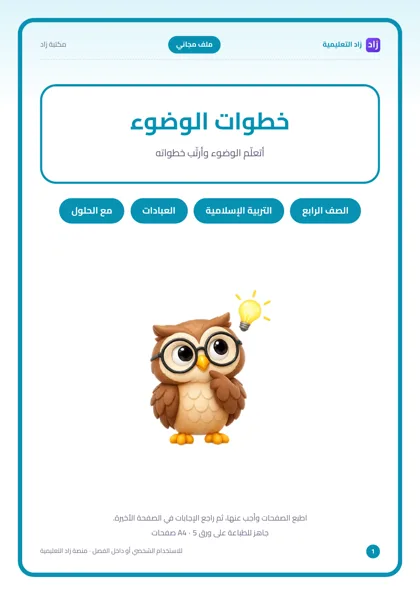 زاد زاد التعليمية
ملف مجاني
مكتبة زاد
خطوات الوضوء
أتعلّم الوضوء وأرتّب خطواته
الصف الرابع
التربية الإسلامية
العبادات
مع الحلول
اطبع الصفحات وأجب عنها، ثم راجع الإجابات في الصفحة الأخيرة.
جاهز للطباعة على ورق A4 · 5 صفحات
1
للاستخدام الشخصي أو داخل الفصل · منصة زاد التعليمية